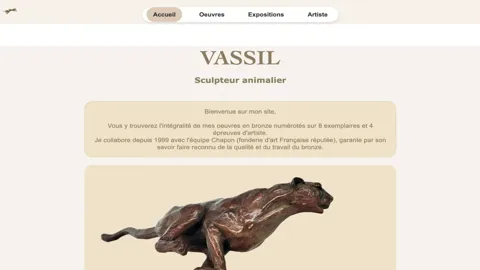 Accueil Oeuvres Expositions Artiste
VASSIL
Sculpteur animalier
Bienvenue sur mon site,
Vous y trouverez l'intégralité de mes oeuvres en bronze numérotés sur 8 exemplaires et 4
épreuves d'artiste.
Je collabore depuis 1999 avec l'équipe Chapon (fonderie d'art Française réputée), garante par son
savoir faire reconnu de la qualité et du travail du bronze.